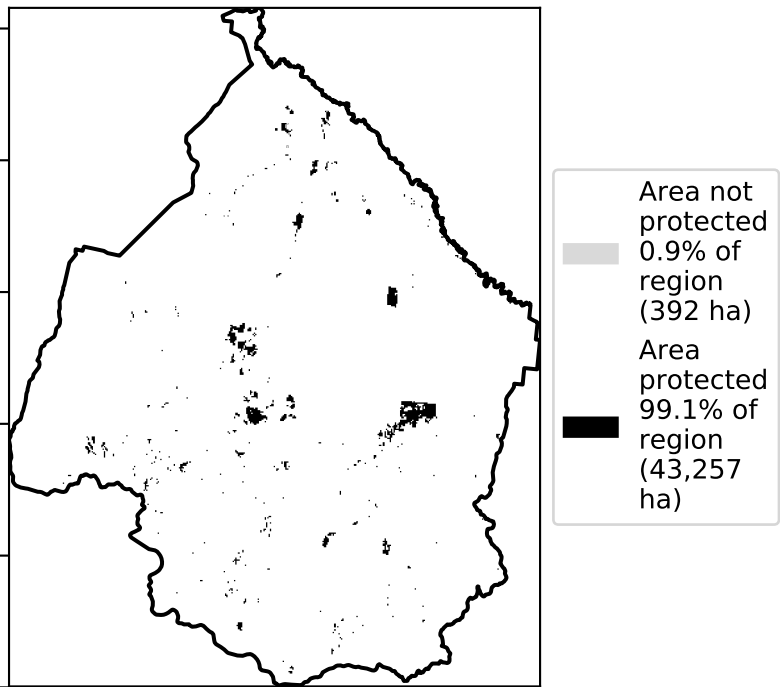 Area not
protected
0.9% of
region
(392 ha)
Area
protected
99.1% of
region
(43,257
ha)